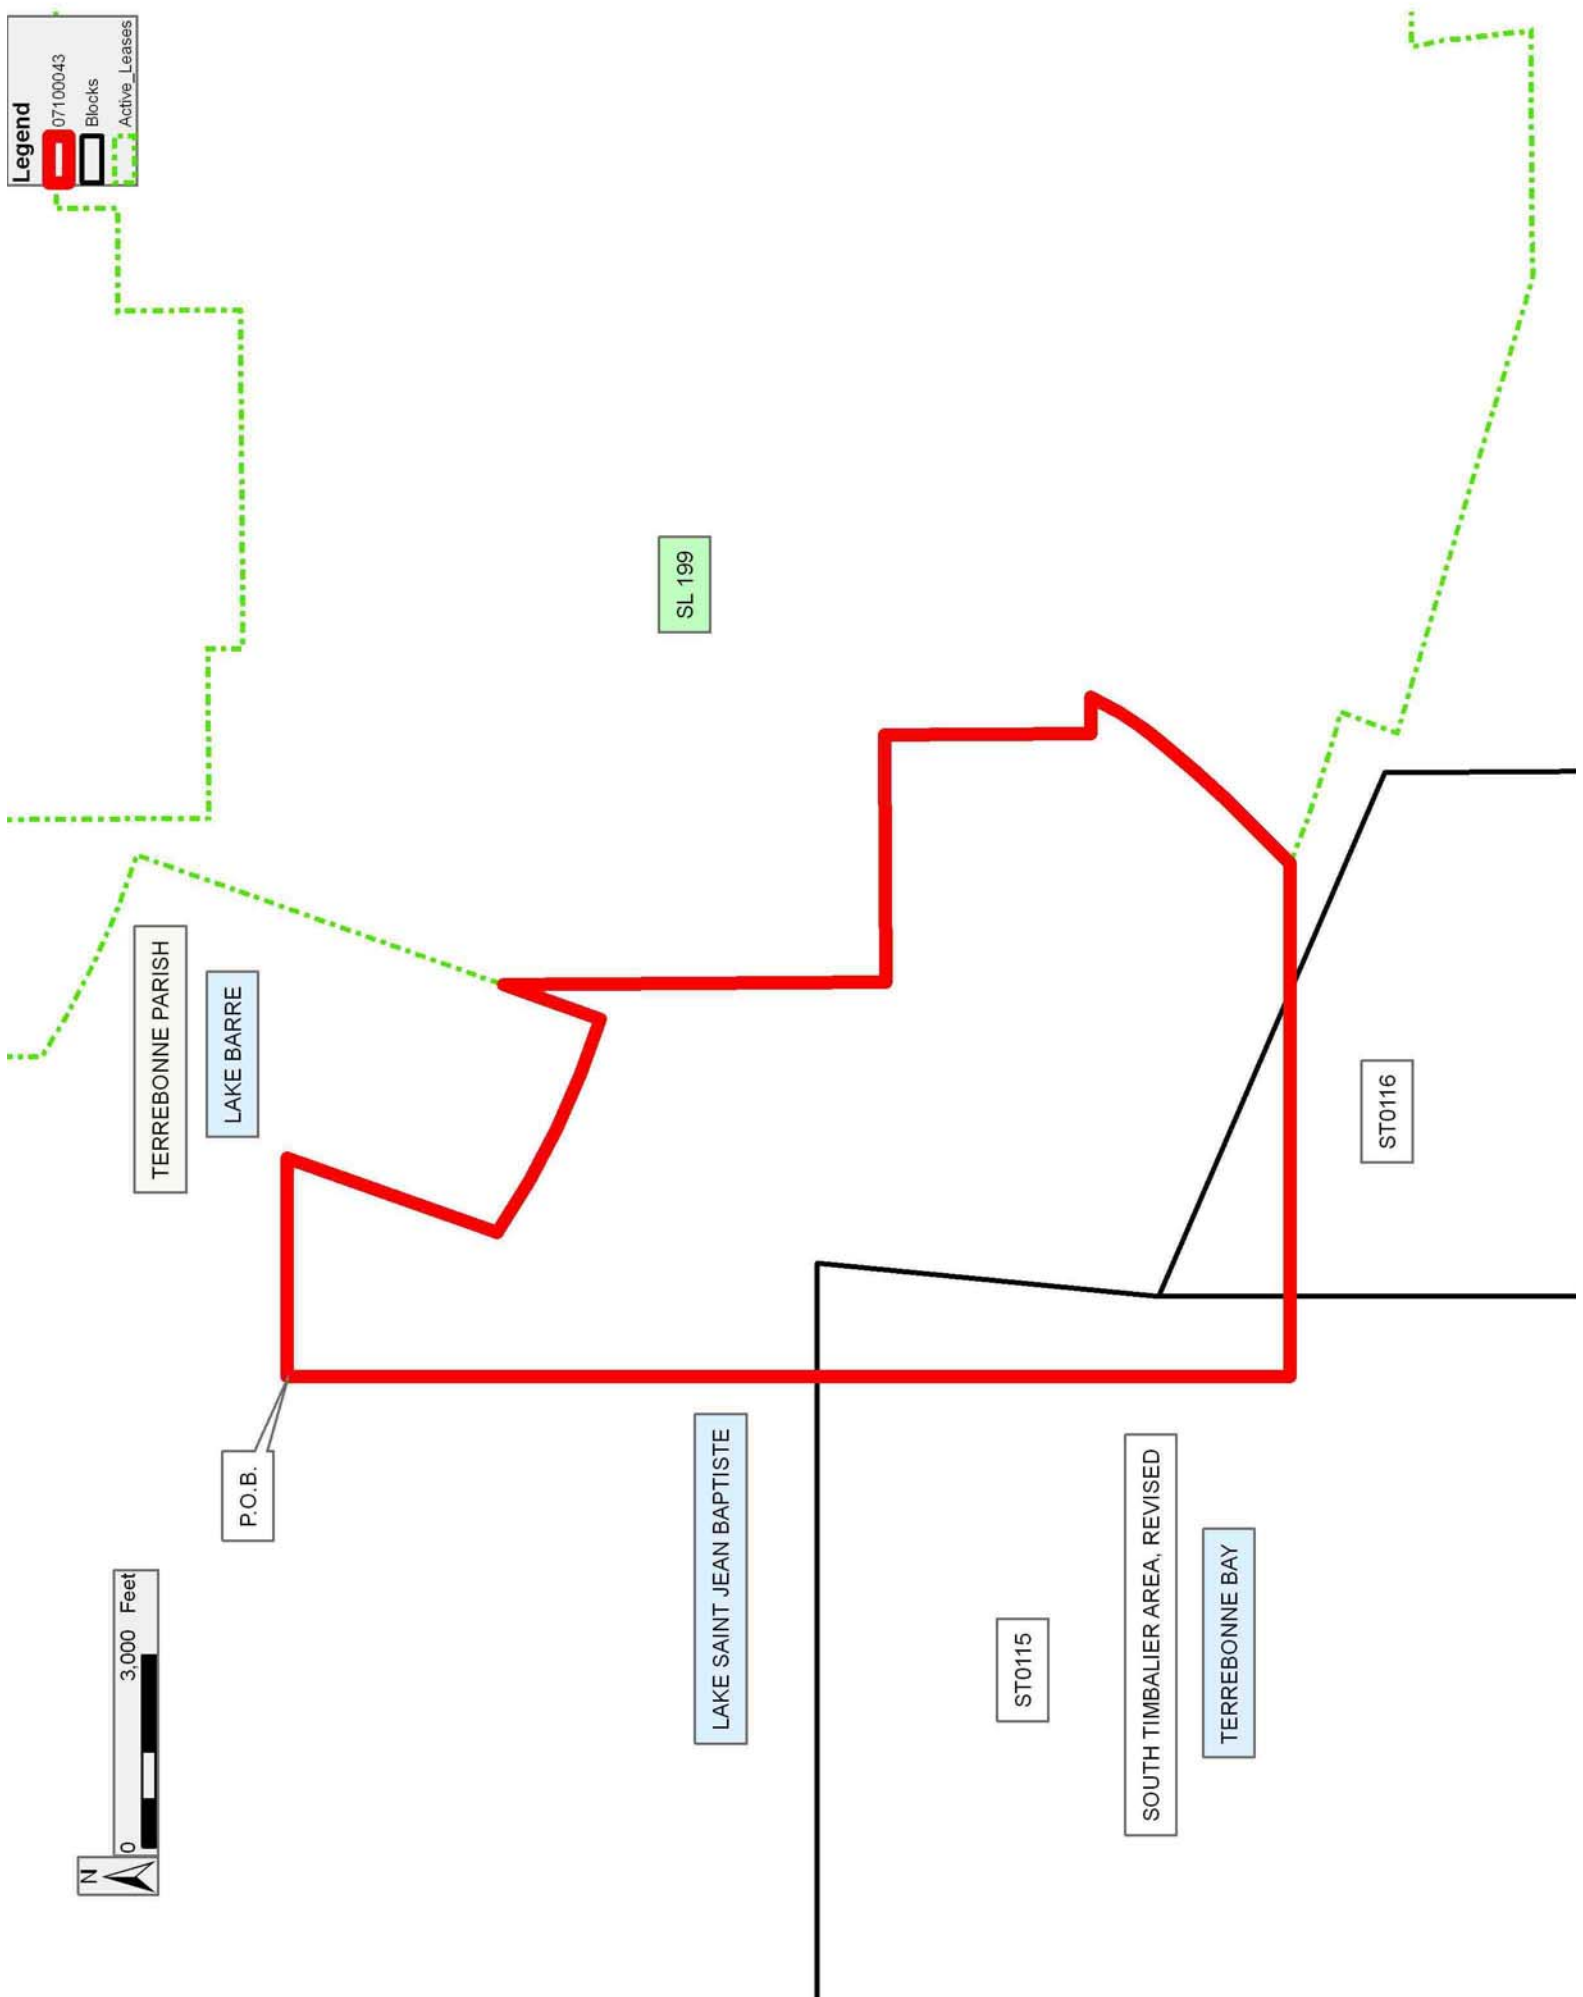 N
0 3,000 Feet
Legend
07100043
Blocks
Active_Leases
TERREBONNE PARISH
LAKE BARRE
P.O.B.
SL 199
LAKE SAINT JEAN BAPTISTE
ST0115
SOUTH TIMBALIER AREA, REVISED
TERREBONNE BAY
ST0116